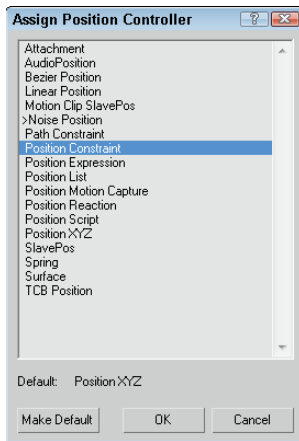 Assign Position Controller
Attachment
AudioPosition
Bezier Position
Linear Position
Motion Clip SlavePos
>Noise Position
Path Constraint
Position Constraint
Position Expression
Position List
Position Motion Capture
Position Reaction
Position Script
Position XYZ
SlavePos
Spring
Surface
TCB Position
Default: Position XYZ
Make Default OK Cancel